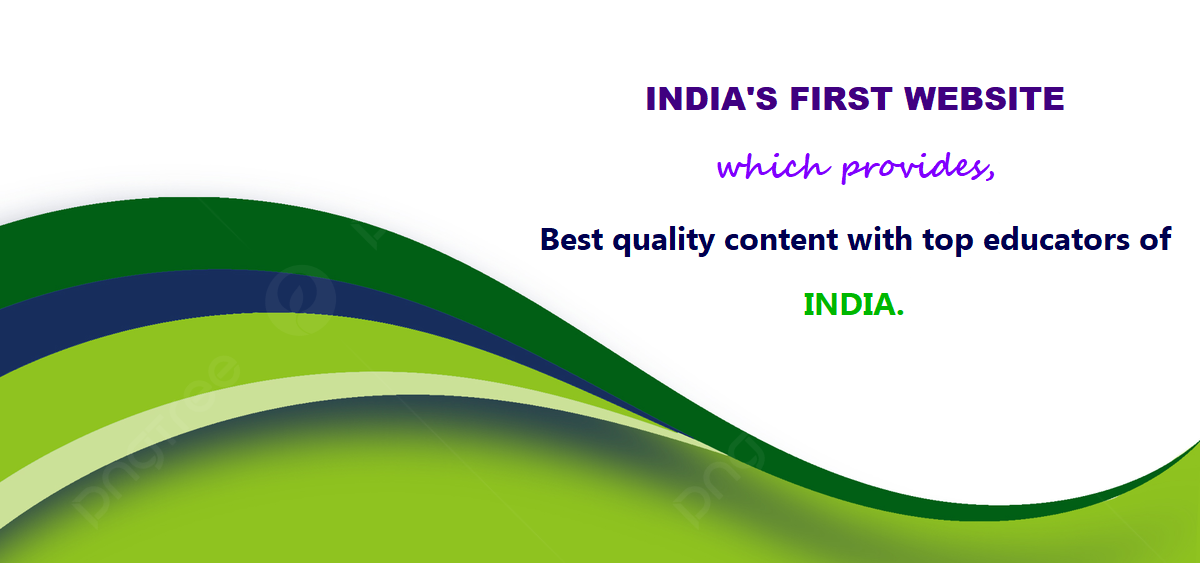 INDIA'S FIRST WEBSITE
which provides,
Best quality content with top educators of
INDIA.
pngtree
pngtree